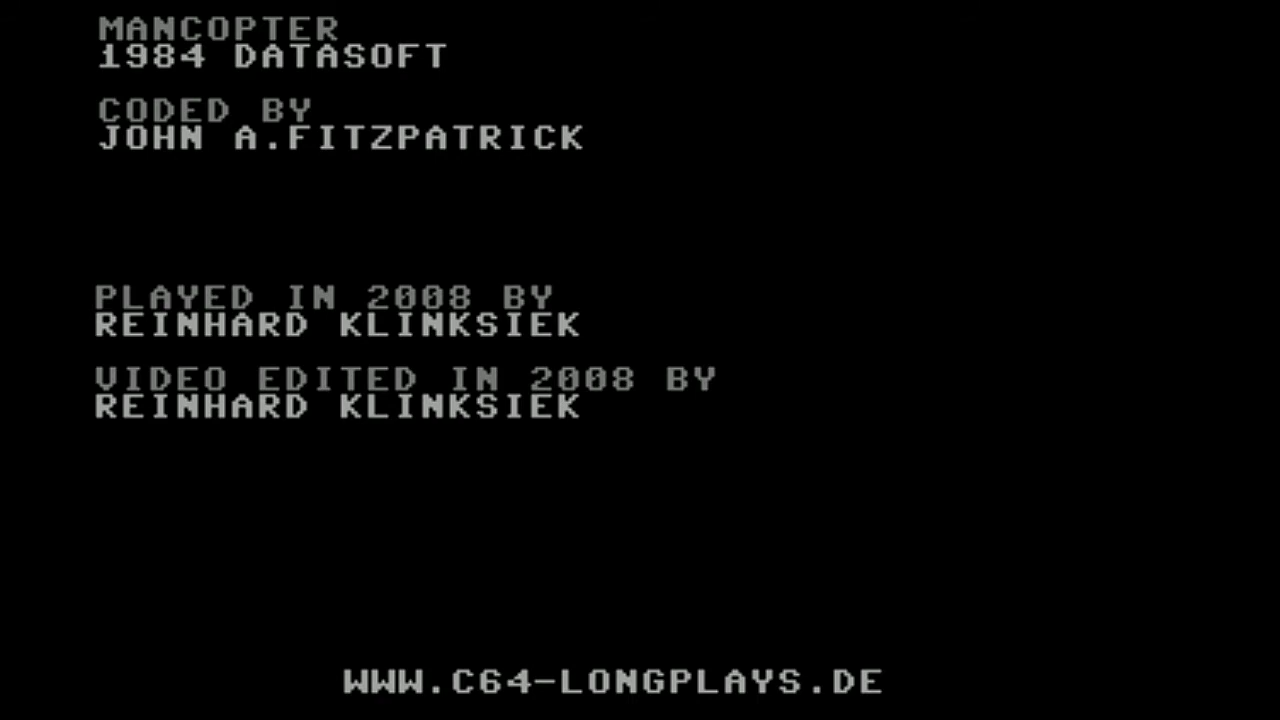 MANCOPTER
1984 DATASOFT
CODED BY
JOHN A.FITZPATRICK
PLAYED IN 2008 BY
REINHARD KLINKSIEK
VIDEO EDITED IN 2008 BY
REINHARD KLINKSIEK
WWW.C64-LONGPLAYS.DE